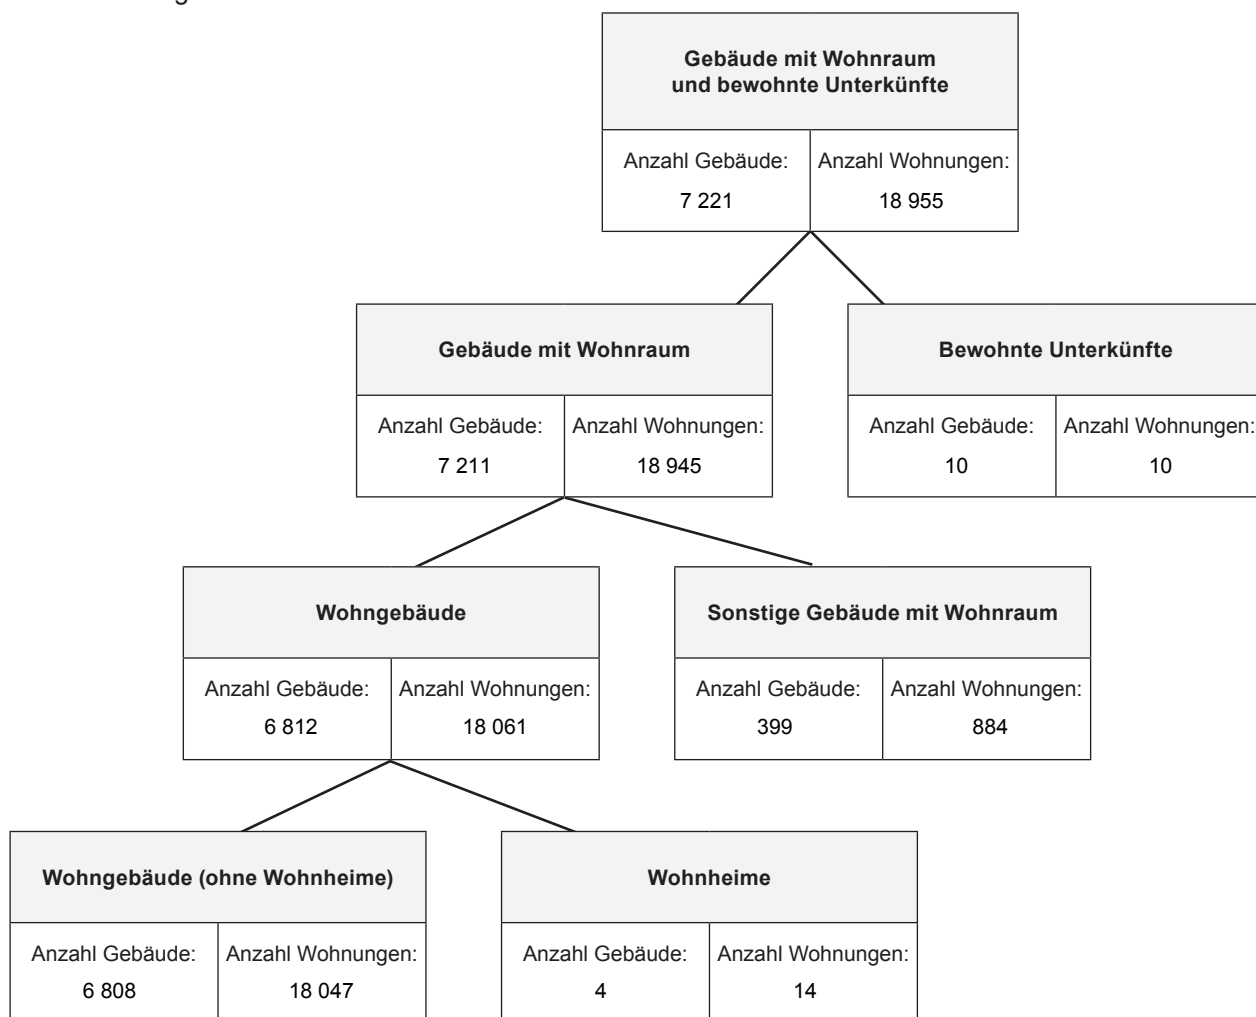 Gebäude mit Wohnraum
und bewohnte Unterkünfte
Anzahl Gebäude: Anzahl Wohnungen:
7 221 18 955
Gebäude mit Wohnraum Bewohnte Unterkünfte
Anzahl Gebäude: Anzahl Wohnungen: Anzahl Gebäude: Anzahl Wohnungen:
7 211 18 945 10 10
Wohngebäude Sonstige Gebäude mit Wohnraum
Anzahl Gebäude: Anzahl Wohnungen: Anzahl Gebäude: Anzahl Wohnungen:
6 812 18 061 399 884
Wohngebäude (ohne Wohnheime) Wohnheime
Anzahl Gebäude: Anzahl Wohnungen: Anzahl Gebäude: Anzahl Wohnungen:
6 808 18 047 4 14